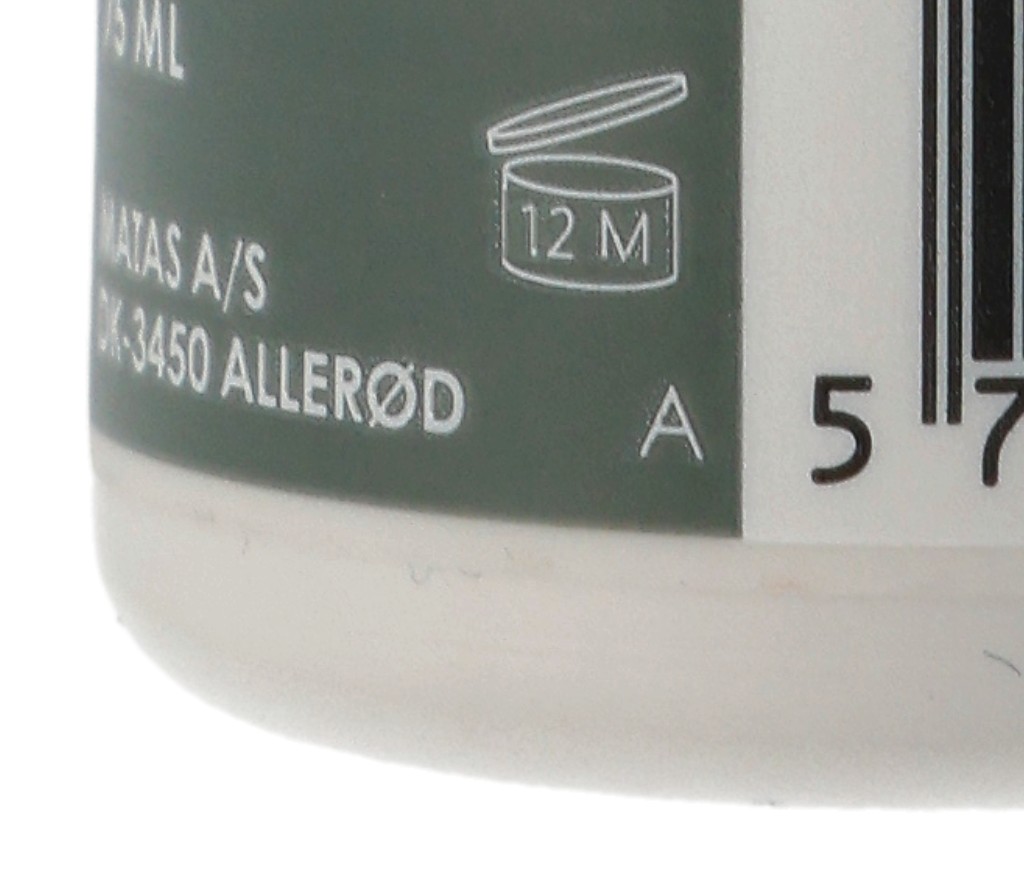 75 ML
12 M
MATAS A/S
DK-3450 ALLERØD
A
5 7